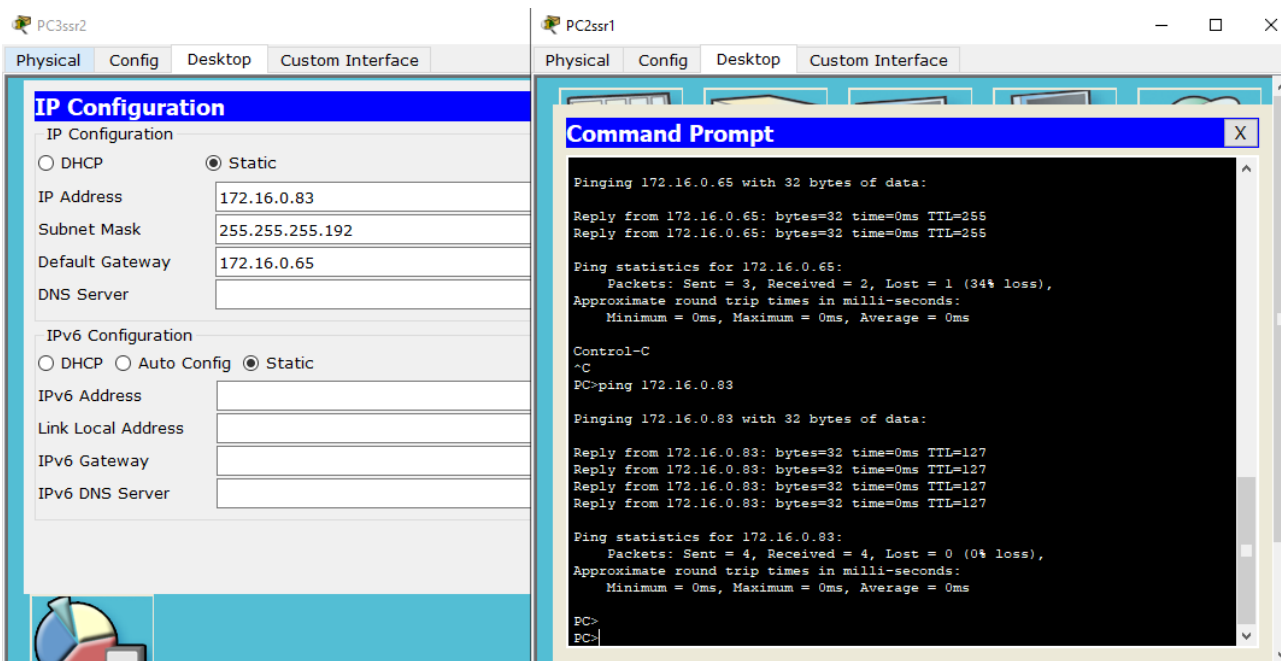 PC3ssr2
Physical Config Desktop Custom Interface
IP Configuration
IP Configuration
DHCP Static
IP Address 172.16.0.83
Subnet Mask 255.255.255.192
Default Gateway 172.16.0.65
DNS Server
IPv6 Configuration
DHCP Auto Config Static
IPv6 Address
Link Local Address
IPv6 Gateway
IPv6 DNS Server
PC2ssr1
Physical Config Desktop Custom Interface
Command Prompt X
Pinging 172.16.0.65 with 32 bytes of data:
Reply from 172.16.0.65: bytes=32 time=0ms TTL=255
Reply from 172.16.0.65: bytes=32 time=0ms TTL=255
Ping statistics for 172.16.0.65:
Packets: Sent = 3, Received = 2, Lost = 1 (34% loss),
Approximate round trip times in milli-seconds:
Minimum = 0ms, Maximum = 0ms, Average = 0ms
Control-C
^C
PC>ping 172.16.0.83
Pinging 172.16.0.83 with 32 bytes of data:
Reply from 172.16.0.83: bytes=32 time=0ms TTL=127
Reply from 172.16.0.83: bytes=32 time=0ms TTL=127
Reply from 172.16.0.83: bytes=32 time=0ms TTL=127
Reply from 172.16.0.83: bytes=32 time=0ms TTL=127
Ping statistics for 172.16.0.83:
Packets: Sent = 4, Received = 4, Lost = 0 (0% loss),
Approximate round trip times in milli-seconds:
Minimum = 0ms, Maximum = 0ms, Average = 0ms
PC>
PC>